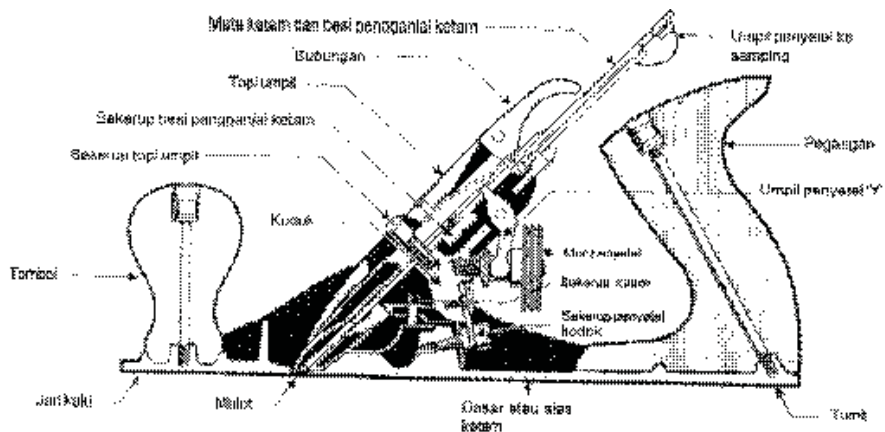 Mata ketam dan besi pengganjal ketam
Umpil penyetel ke
samping
Bubungan
Topi umpil
Sekerup besi pengganjal ketam
Pegangan
Sekerup topi umpil
Umpil penyetel 'Y'
Kodok
Mur penyetel
Tombol
Sekerup kodok
Sekerup penyetel
kodok
Jari kaki
Mulut
Dasar atau alas
ketam
Tumit